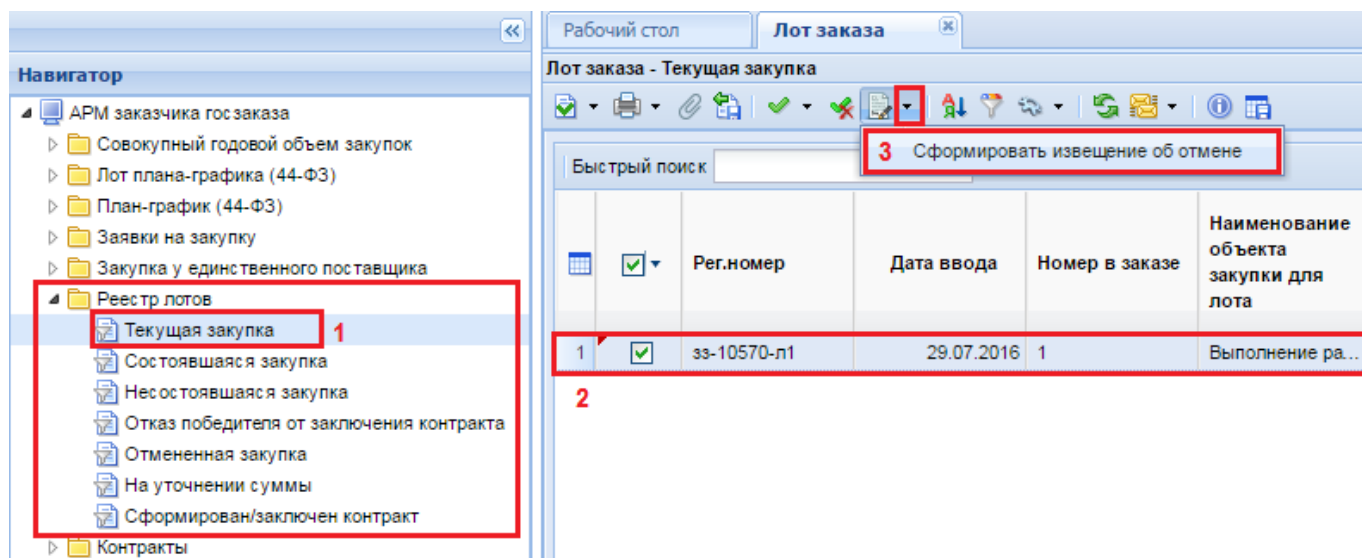 Навигатор
АРМ заказчика госзаказа
Совокупный годовой объем закупок
Лот плана-графика (44-ФЗ)
План-график (44-ФЗ)
Заявки на закупку
Закупка у единственного поставщика
Реестр лотов
Текущая закупка 1
Состоявшаяся закупка
Несостоявшаяся закупка
Отказ победителя от заключения контракта
Отмененная закупка
На уточнении суммы
Сформирован/заключен контракт
Контракты
Рабочий стол Лот заказа
Лот заказа - Текущая закупка
3 Сформировать извещение об отмене
Быстрый поиск
Рег.номер Дата ввода Номер в заказе Наименование
объекта
закупки для
лота
1 зз-10570-л1 29.07.2016 1 Выполнение ра...
2